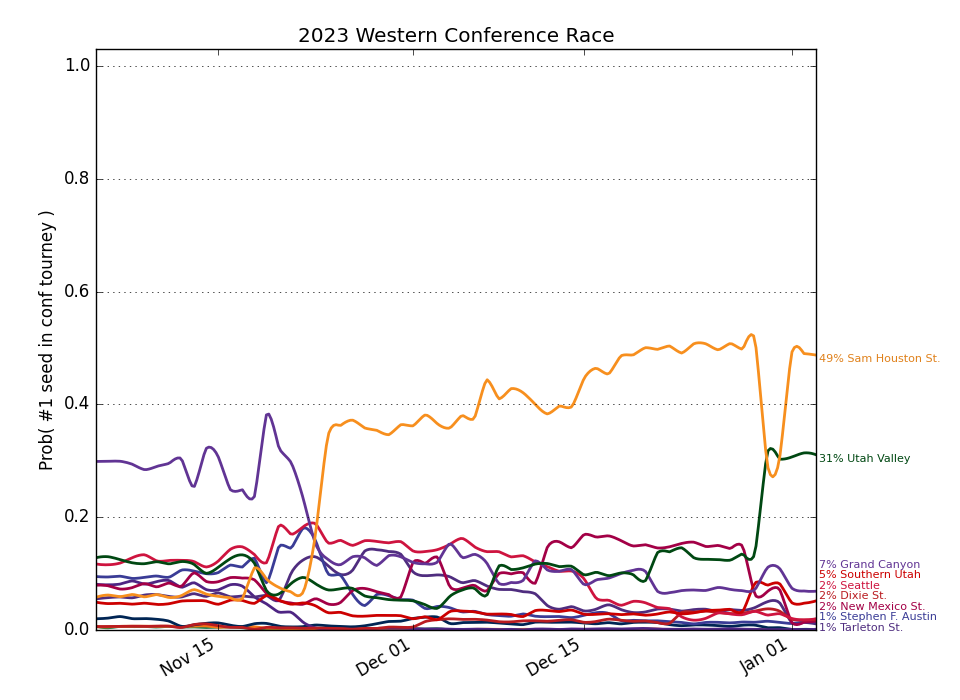 2023 Western Conference Race
Prob( #1 seed in conf tourney )
1.0
0.8
0.6
0.4
0.2
0.0
Nov 15
Dec 01
Dec 15
Jan 01
49% Sam Houston St.
31% Utah Valley
7% Grand Canyon
5% Southern Utah
2% Seattle
2% Dixie St.
2% New Mexico St.
1% Stephen F. Austin
1% Tarleton St.